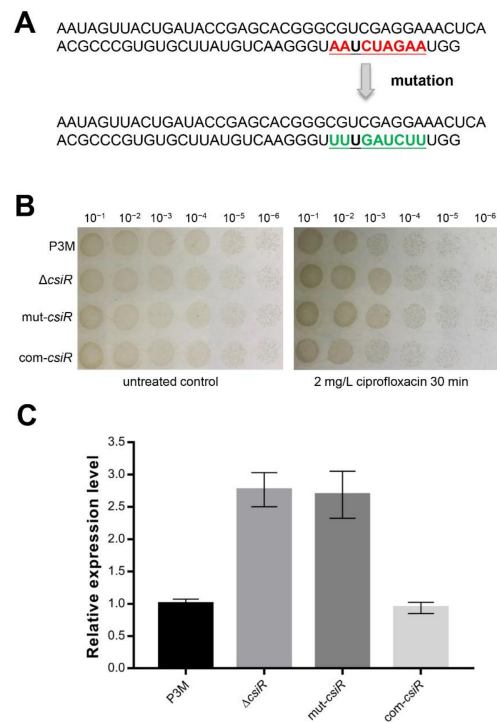 A
AAUAGUUACUGAUACCGAGCACGGGCGUCGAGGAAACUCA
ACGCCCGUGUGCUUAUGUCAAGGGUAAUCUAGAAUGG
mutation
AAUAGUUACUGAUACCGAGCACGGGCGUCGAGGAAACUCA
ACGCCCGUGUGCUUAUGUCAAGGGUUUUGAUCUUUGG
B
10⁻¹ 10⁻² 10⁻³ 10⁻⁴ 10⁻⁵ 10⁻⁶ 10⁻¹ 10⁻² 10⁻³ 10⁻⁴ 10⁻⁵ 10⁻⁶
P3M
ΔcsiR
mut-csiR
com-csiR
untreated control 2 mg/L ciprofloxacin 30 min
C
Relative expression level
3.5
3.0
2.5
2.0
1.5
1.0
0.5
0.0
P3M
ΔcsiR
mut-csiR
com-csiR